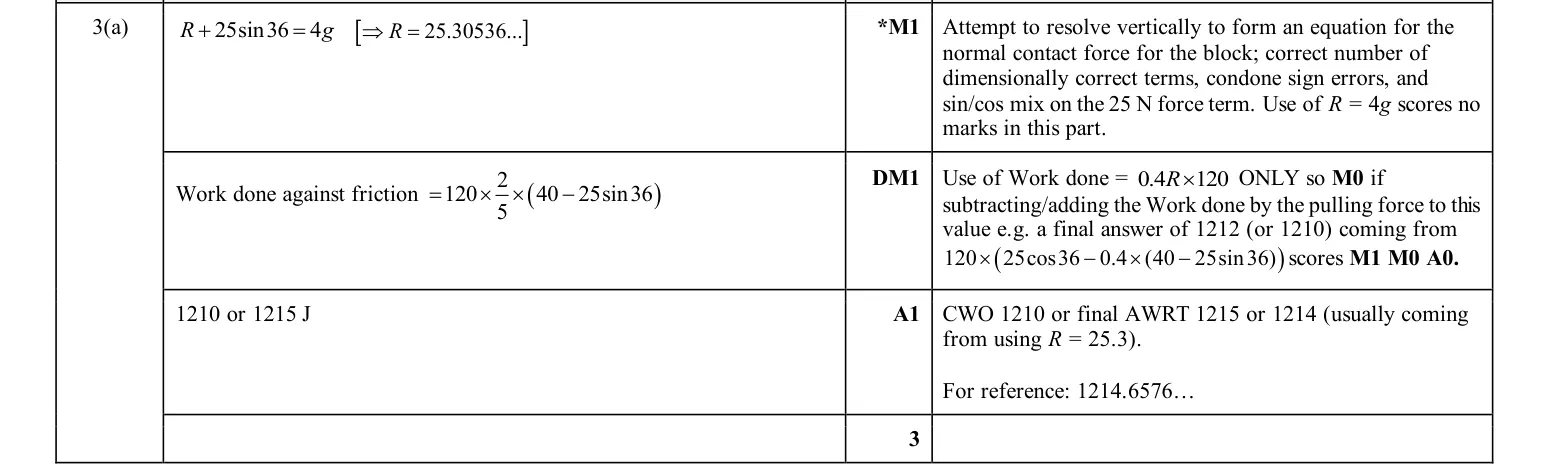 3(a)
R + 25sin36 = 4g [⇒ R = 25.30536...]
*M1
Attempt to resolve vertically to form an equation for the
normal contact force for the block; correct number of
dimensionally correct terms, condone sign errors, and
sin/cos mix on the 25 N force term. Use of R = 4g scores no
marks in this part.
Work done against friction = 120 × 2/5 × (40 − 25sin36)
DM1
Use of Work done = 0.4R×120 ONLY so M0 if
subtracting/adding the Work done by the pulling force to this
value e.g. a final answer of 1212 (or 1210) coming from
120 × (25cos36 − 0.4 × (40 − 25sin36)) scores M1 M0 A0.
1210 or 1215 J
A1
CWO 1210 or final AWRT 1215 or 1214 (usually coming
from using R = 25.3).
For reference: 1214.6576…
3